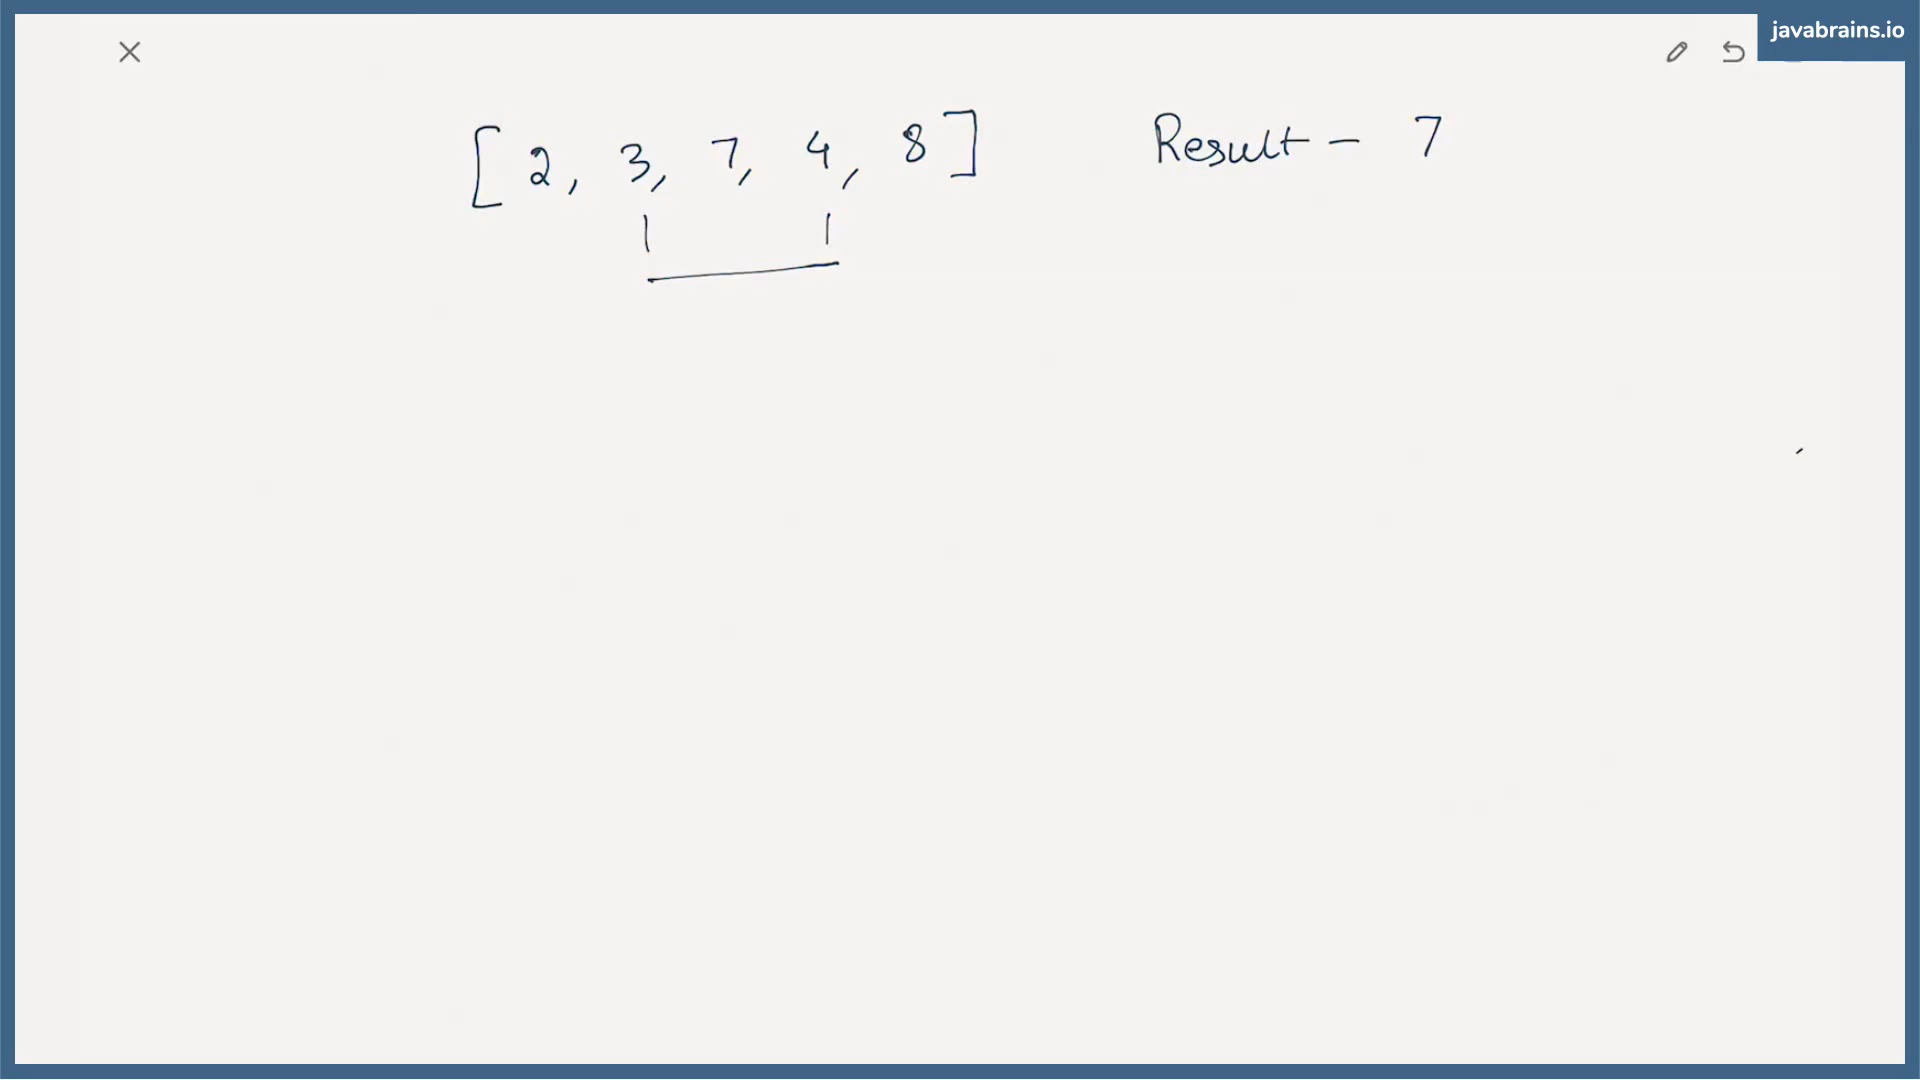 javabrains.io
[ 2, 3, 7, 4, 8 ] Result - 7